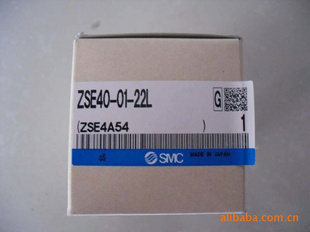 ZSE40-01-22L
G
(ZSE4A54 )
1
SMC MADE IN JAPAN
alibaba.com.cn